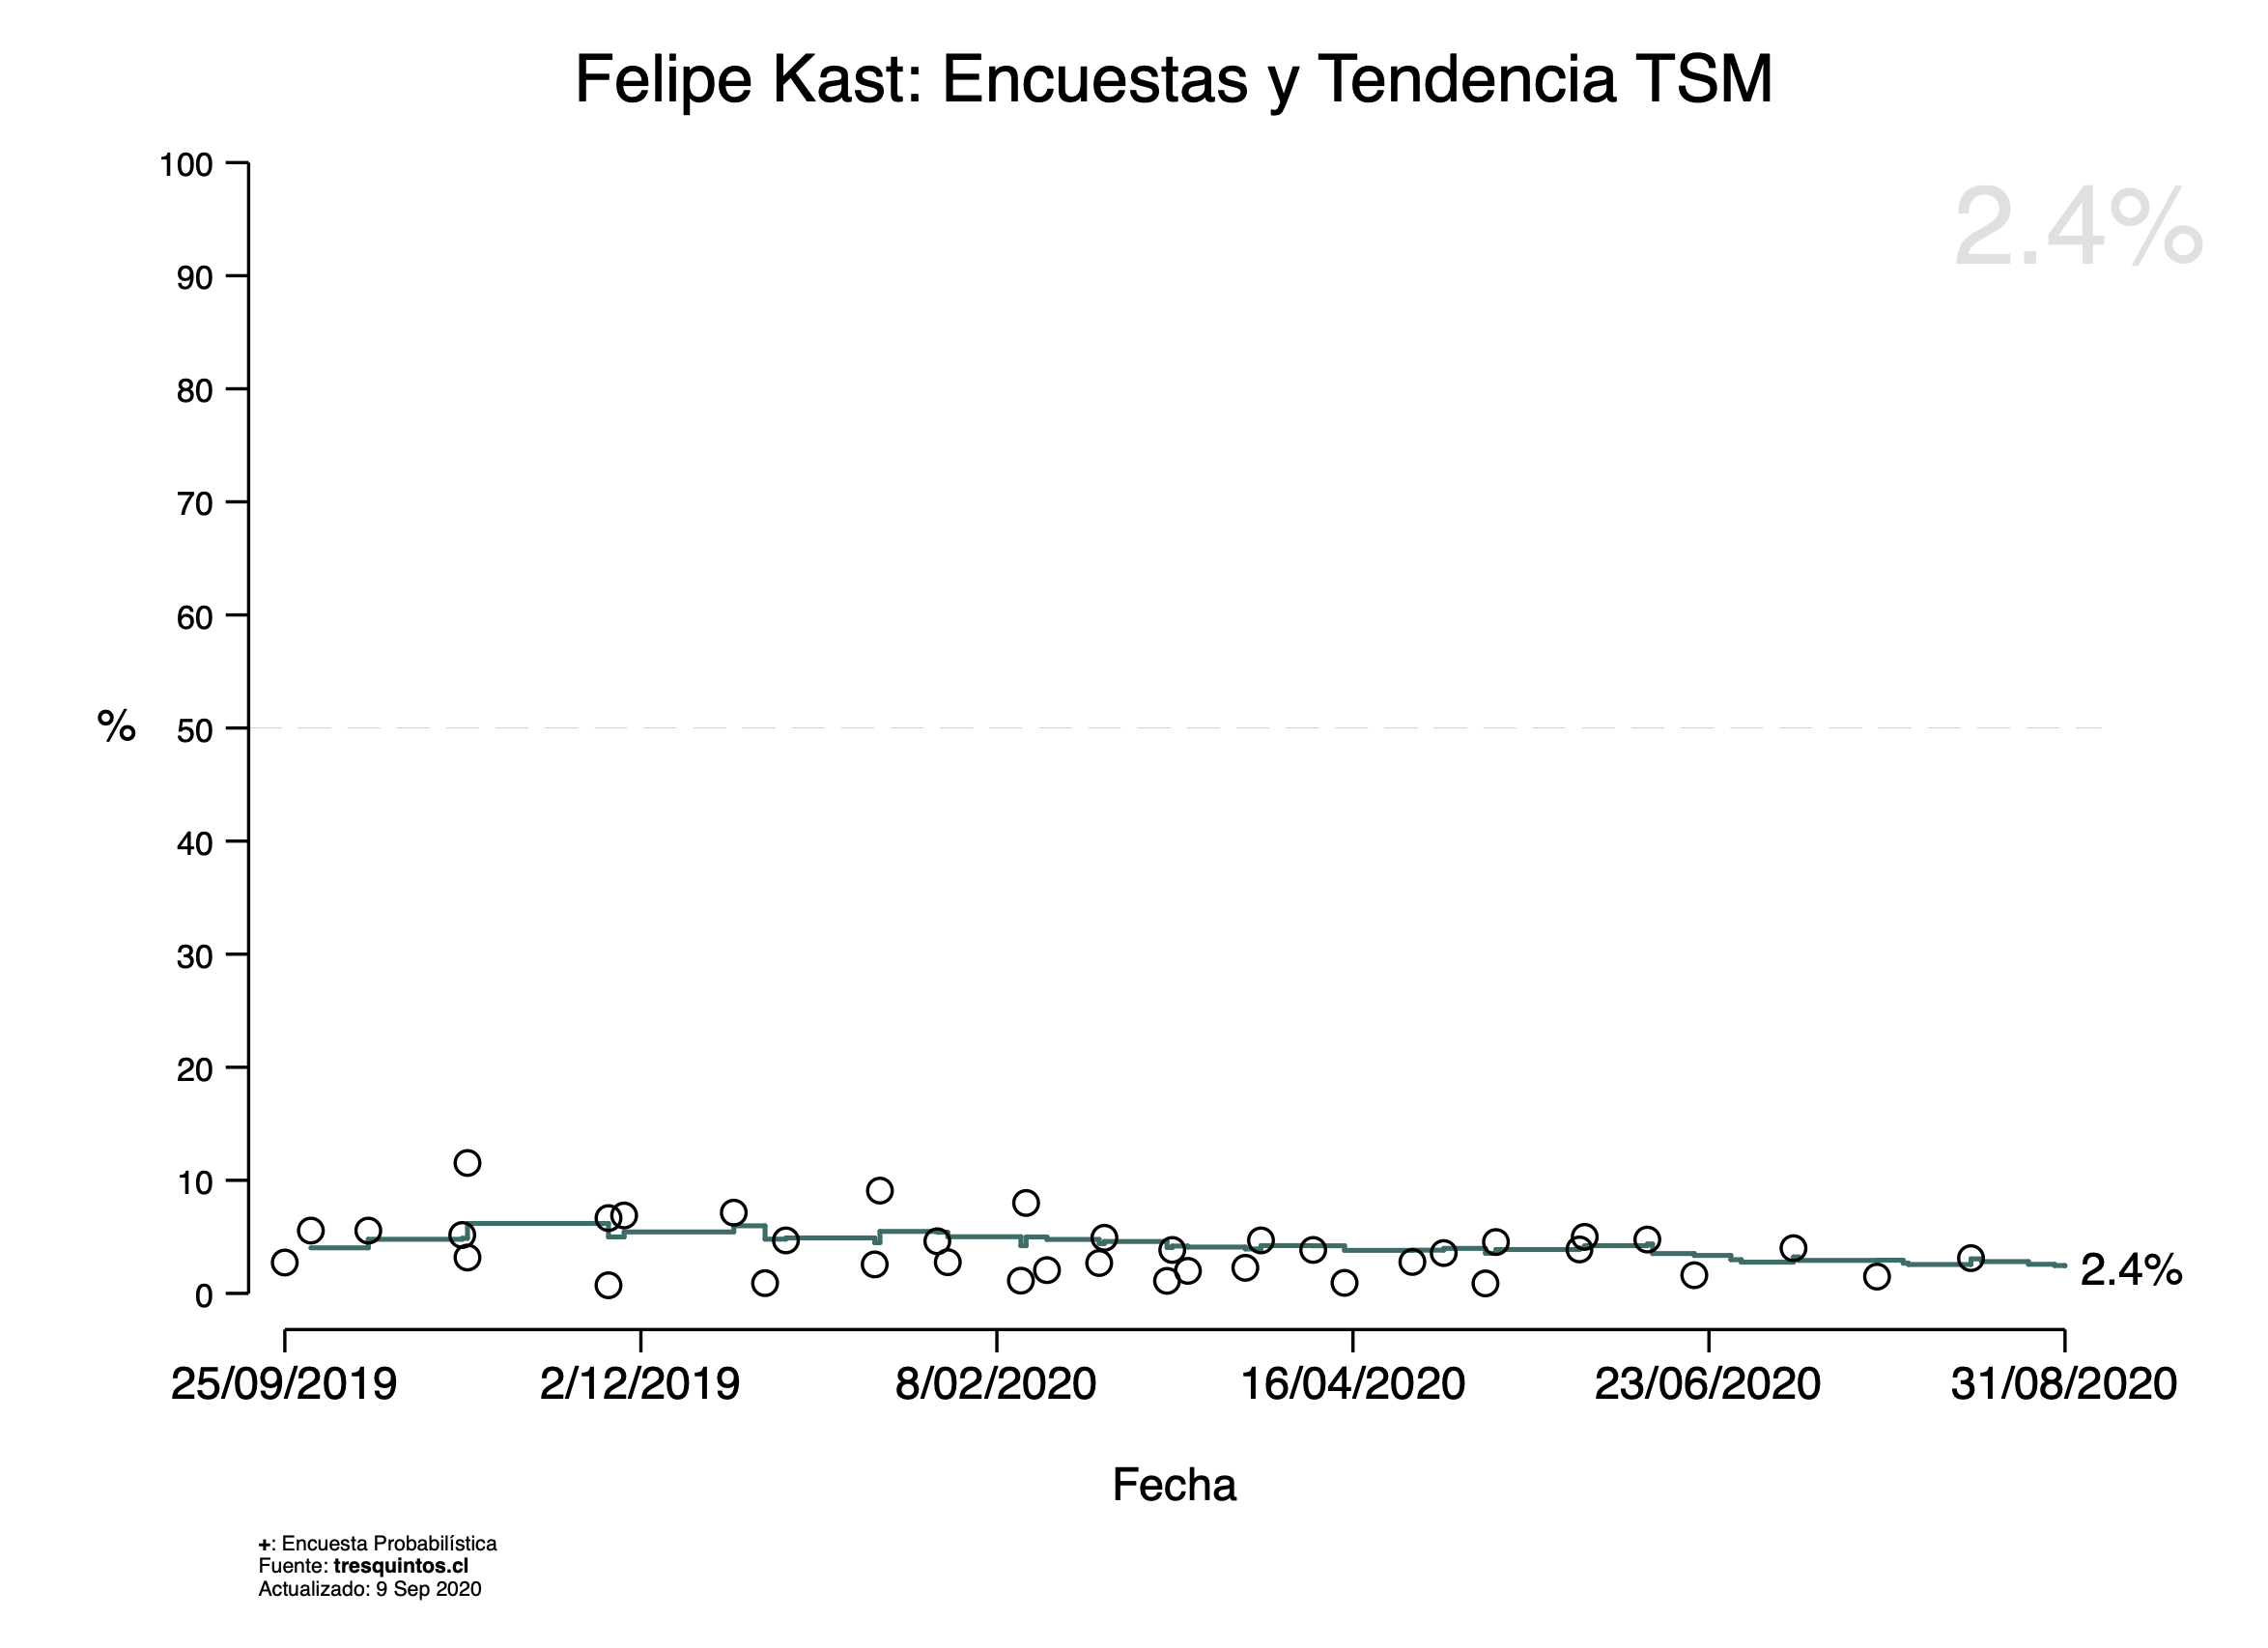 Felipe Kast: Encuestas y Tendencia TSM
2.4%
100
90
80
70
60
% 50
40
30
20
10
0
2.4%
25/09/2019 2/12/2019 8/02/2020 16/04/2020 23/06/2020 31/08/2020
Fecha
+: Encuesta Probabilística
Fuente: tresquintos.cl
Actualizado: 9 Sep 2020